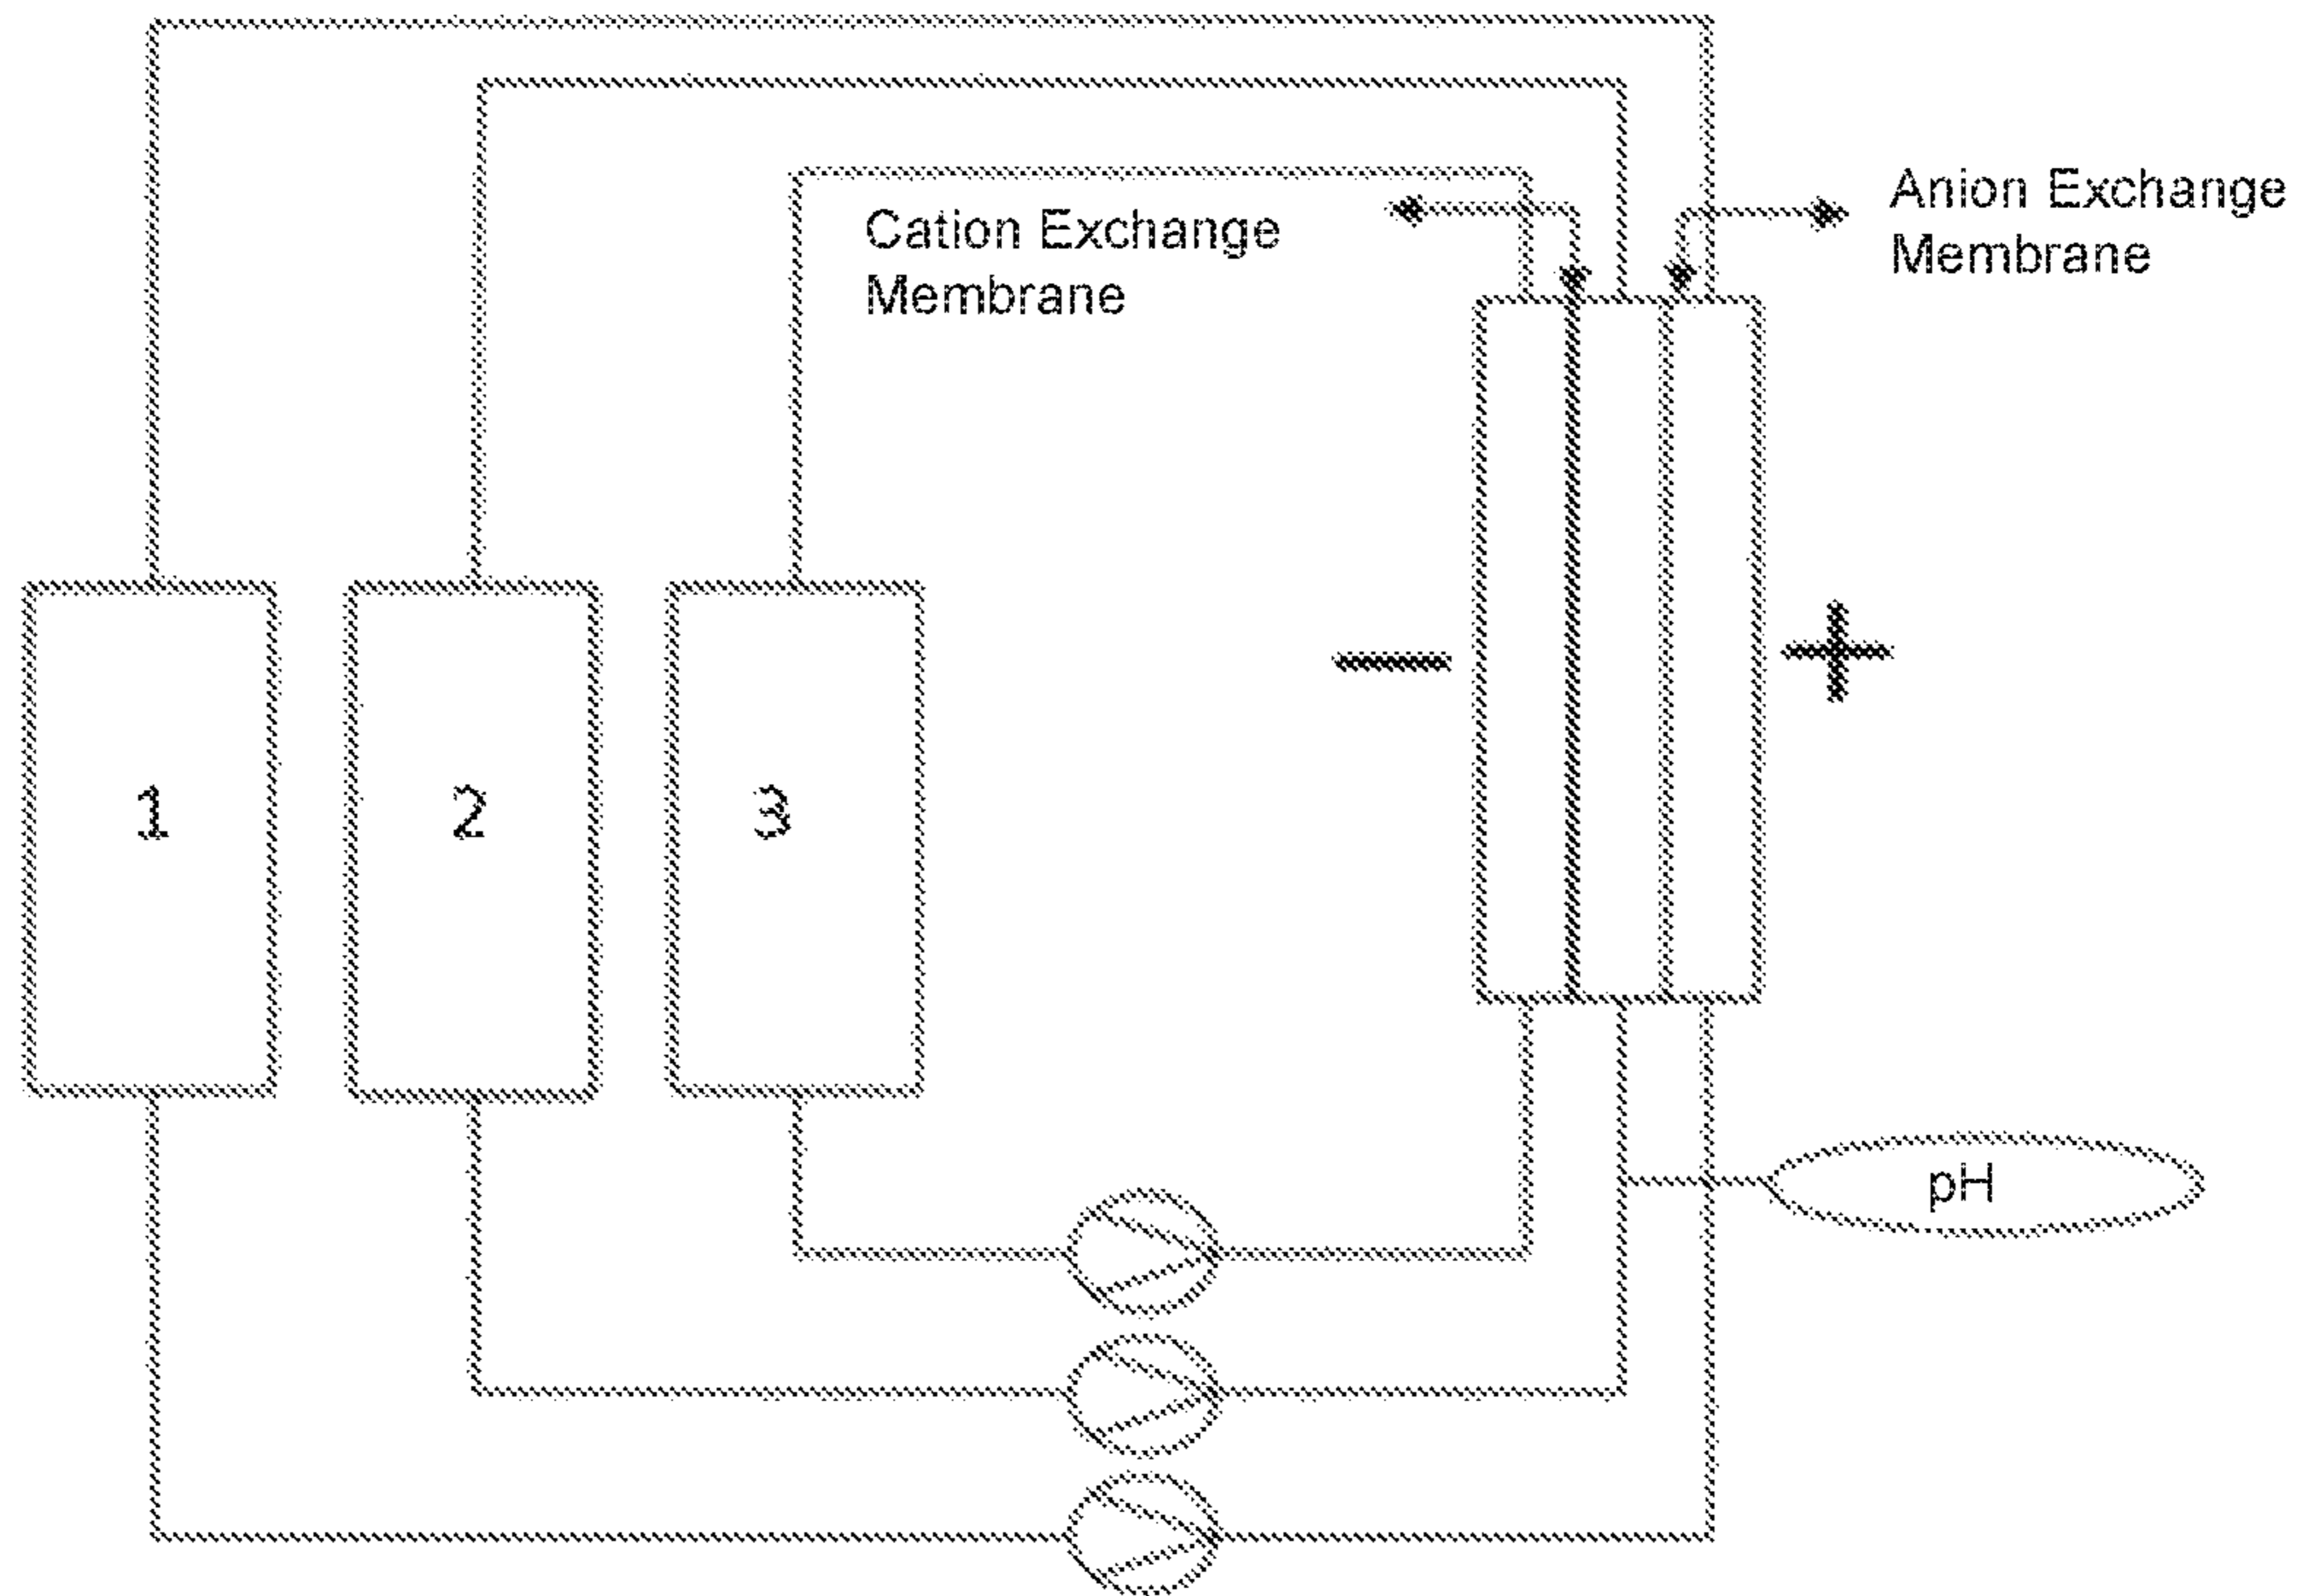 Cation Exchange
Membrane
Anion Exchange
Membrane
−
+
1
2
3
pH